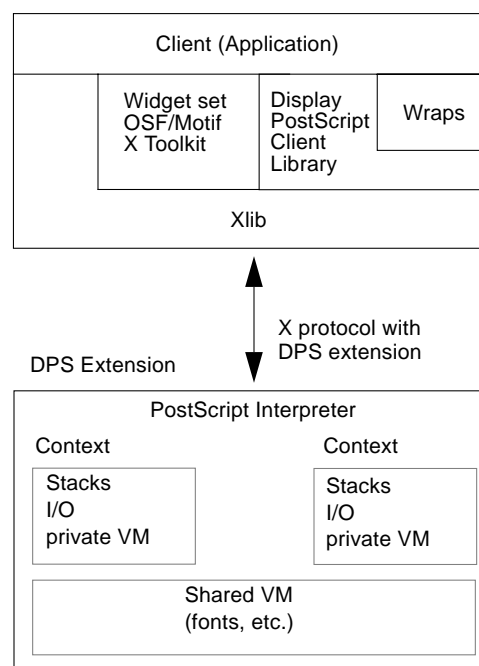 Client (Application)
Widget set
OSF/Motif
X Toolkit
Display
PostScript
Client
Library
Wraps
Xlib
X protocol with
DPS extension
DPS Extension
PostScript Interpreter
Context
Stacks
I/O
private VM
Context
Stacks
I/O
private VM
Shared VM
(fonts, etc.)